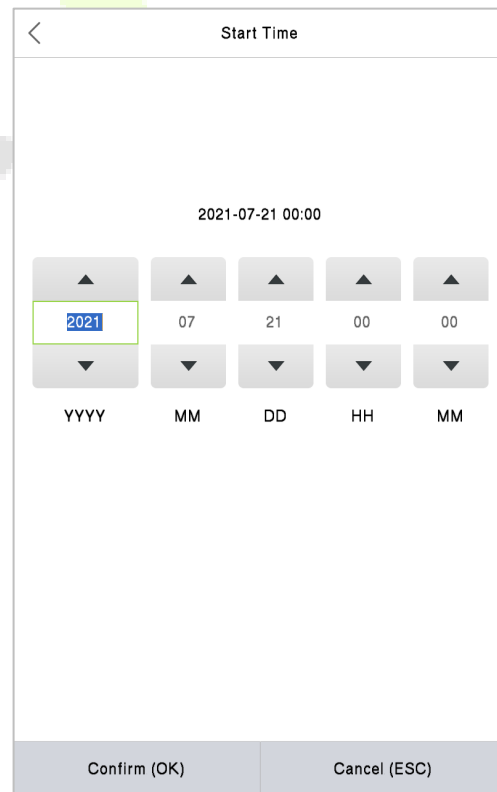 Start Time
2021-07-21 00:00
2021 07 21 00 00
YYYY MM DD HH MM
Confirm (OK) Cancel (ESC)